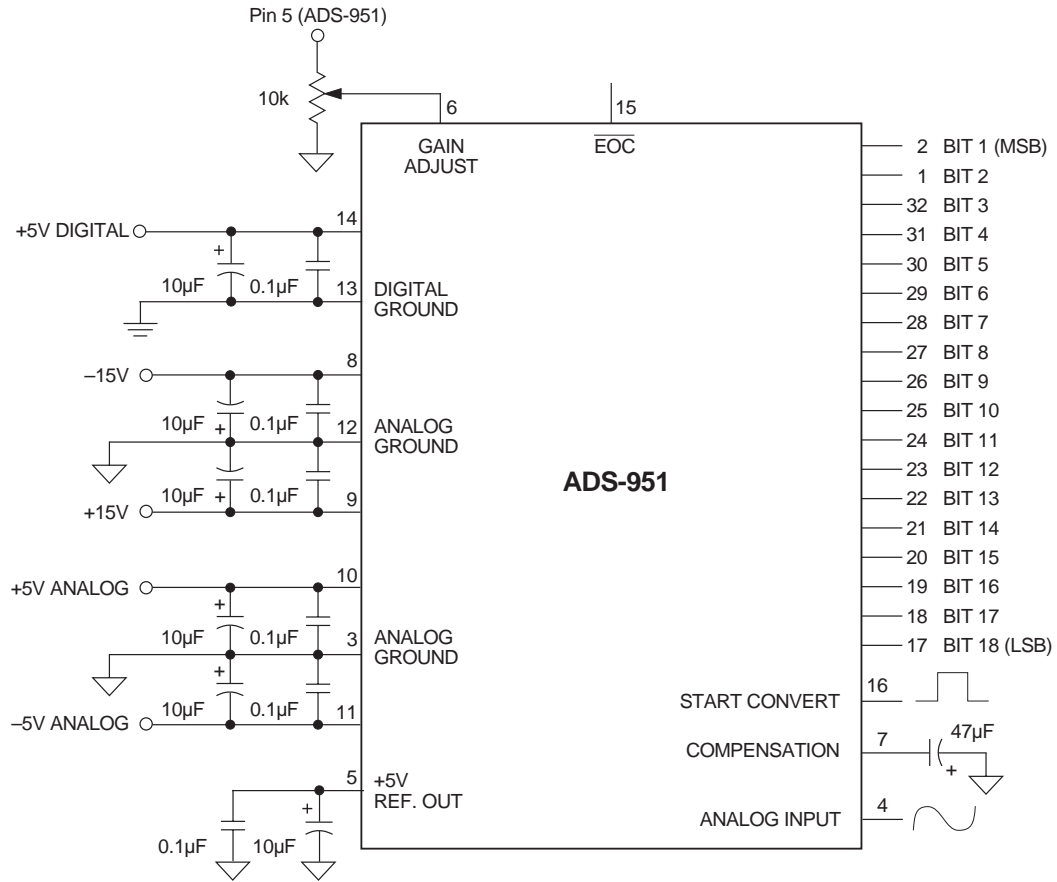 Pin 5 (ADS-951)
10k
6
15
GAIN
ADJUST
EOC
2 BIT 1 (MSB)
1 BIT 2
32 BIT 3
31 BIT 4
30 BIT 5
29 BIT 6
28 BIT 7
27 BIT 8
26 BIT 9
25 BIT 10
24 BIT 11
23 BIT 12
22 BIT 13
21 BIT 14
20 BIT 15
19 BIT 16
18 BIT 17
17 BIT 18 (LSB)
+5V DIGITAL
14
+
10µF
0.1µF
13
DIGITAL
GROUND
–15V
8
10µF
+
0.1µF
12
ANALOG
GROUND
10µF
+
0.1µF
+15V
9
ADS-951
+5V ANALOG
10
+
10µF
0.1µF
3
ANALOG
GROUND
+
10µF
0.1µF
–5V ANALOG
11
5
+5V
REF. OUT
+
0.1µF
10µF
START CONVERT
16
COMPENSATION
7
47µF
+
ANALOG INPUT
4